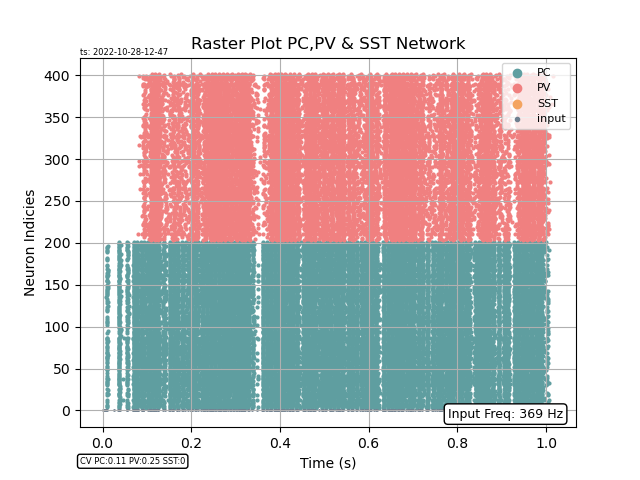 ts: 2022-10-28-12-47
Raster Plot PC,PV & SST Network
PC
PV
SST
input
400
350
300
250
200
150
100
50
0
Neuron Indicies
Input Freq: 369 Hz
0.0 0.2 0.4 0.6 0.8 1.0
Time (s)
CV PC:0.11 PV:0.25 SST:0